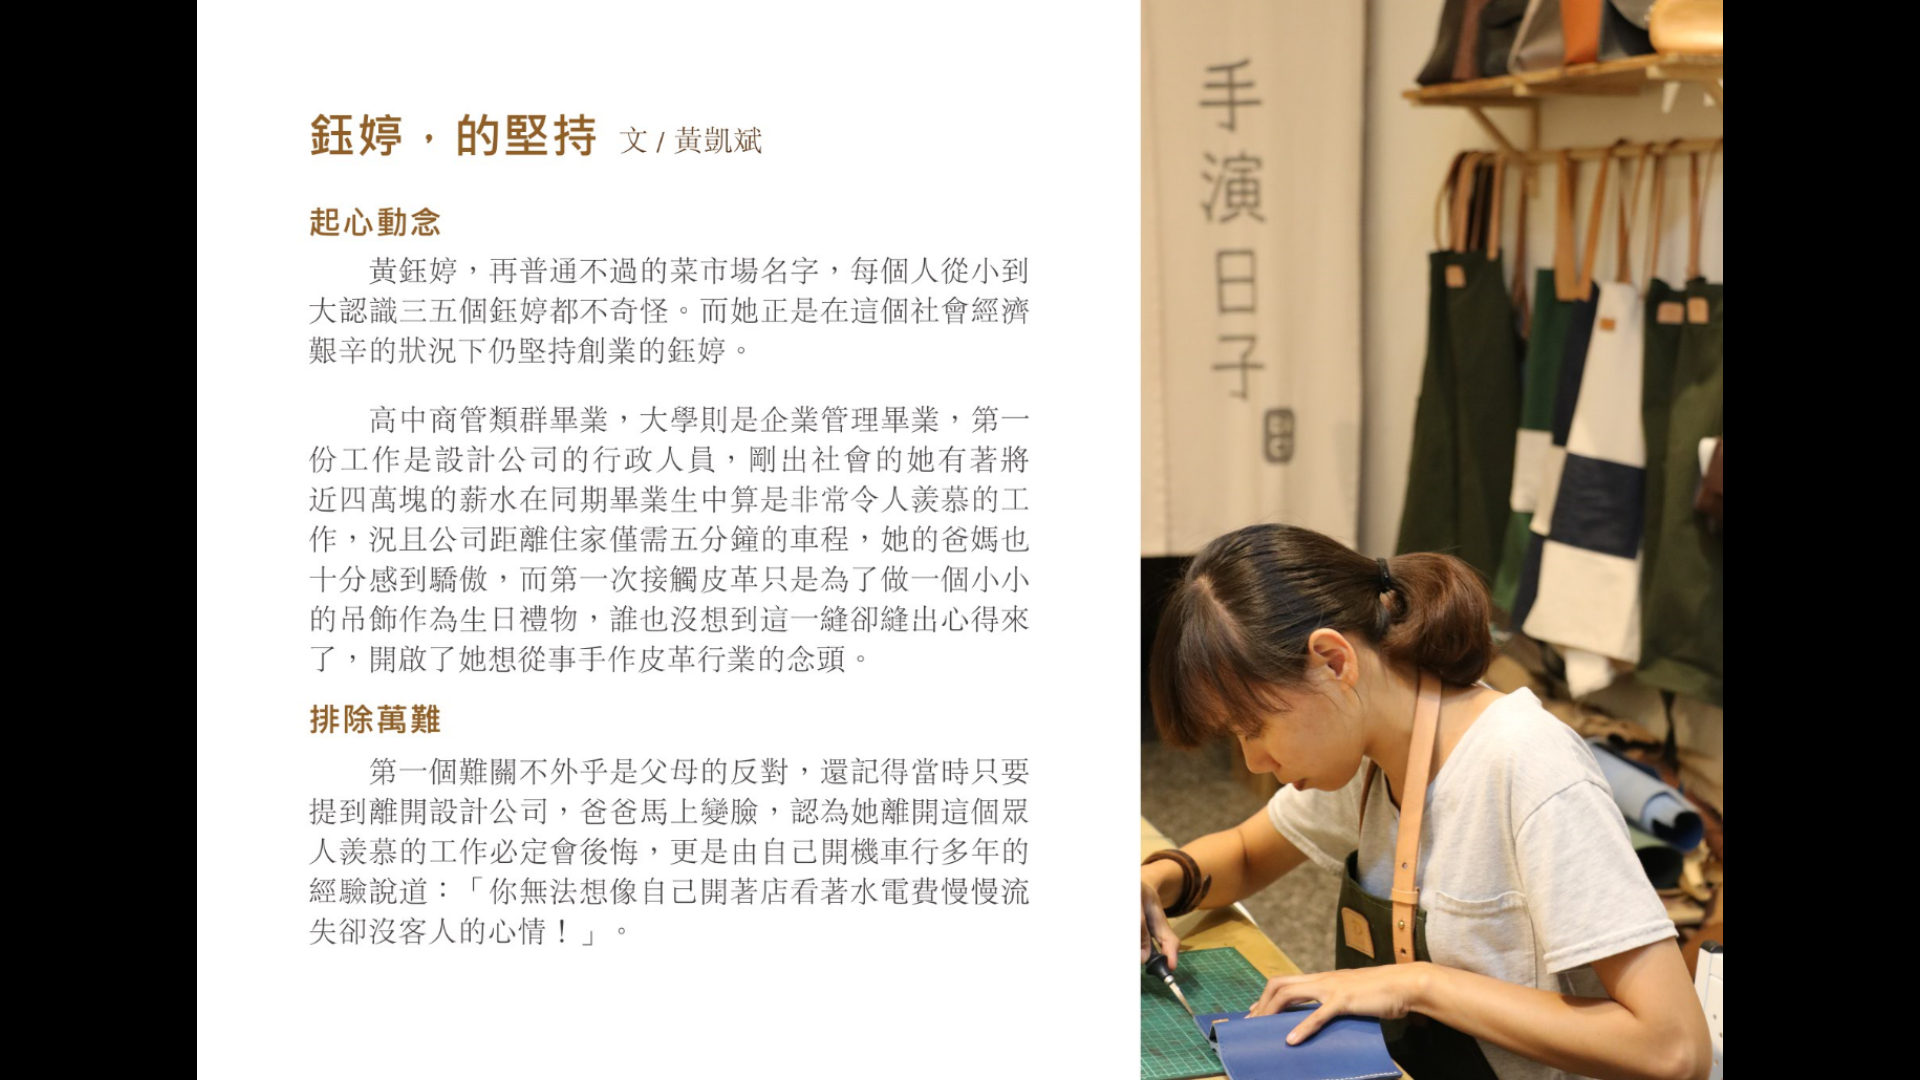 鈺婷，的堅持 文 / 黃凱斌
起心動念
黃鈺婷，再普通不過的菜市場名字，每個人從小到
大認識三五個鈺婷都不奇怪。而她正是在這個社會經濟
艱辛的狀況下仍堅持創業的鈺婷。
高中商管類群畢業，大學則是企業管理畢業，第一
份工作是設計公司的行政人員，剛出社會的她有著將
近四萬塊的薪水在同期畢業生中算是非常令人羨慕的工
作，況且公司距離住家僅需五分鐘的車程，她的爸媽也
十分感到驕傲，而第一次接觸皮革只是為了做一個小小
的吊飾作為生日禮物，誰也沒想到這一縫卻縫出心得來
了，開啟了她想從事手作皮革行業的念頭。
排除萬難
第一個難關不外乎是父母的反對，還記得當時只要
提到離開設計公司，爸爸馬上變臉，認為她離開這個眾
人羨慕的工作必定會後悔，更是由自己開機車行多年的
經驗說道：「你無法想像自己開著店看著水電費慢慢流
失卻沒客人的心情！」。
手演日子